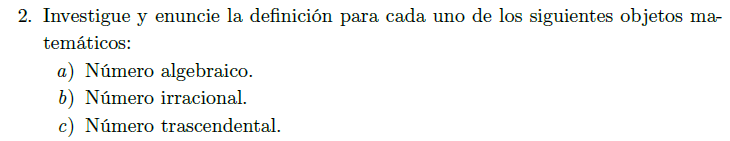 2. Investigue y enuncie la definición para cada uno de los siguientes objetos ma-
temáticos:
a) Número algebraico.
b) Número irracional.
c) Número trascendental.